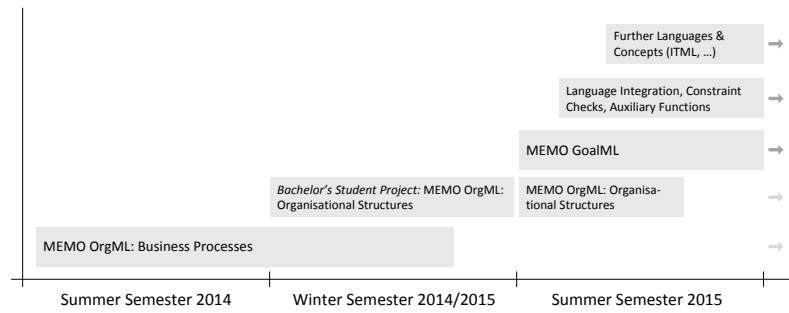 Further Languages &
Concepts (ITML, …)
Language Integration, Constraint
Checks, Auxiliary Functions
MEMO GoalML
Bachelor's Student Project: MEMO OrgML:
Organisational Structures
MEMO OrgML: Organisa-
tional Structures
MEMO OrgML: Business Processes
Summer Semester 2014
Winter Semester 2014/2015
Summer Semester 2015